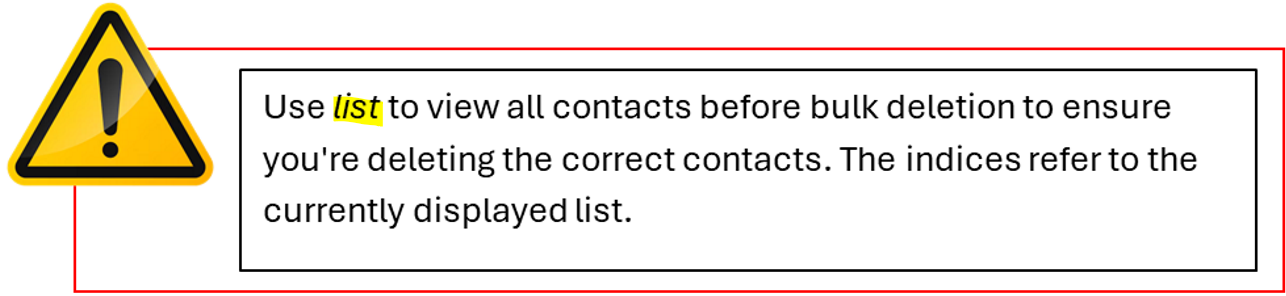 Use list to view all contacts before bulk deletion to ensure
you're deleting the correct contacts. The indices refer to the
currently displayed list.